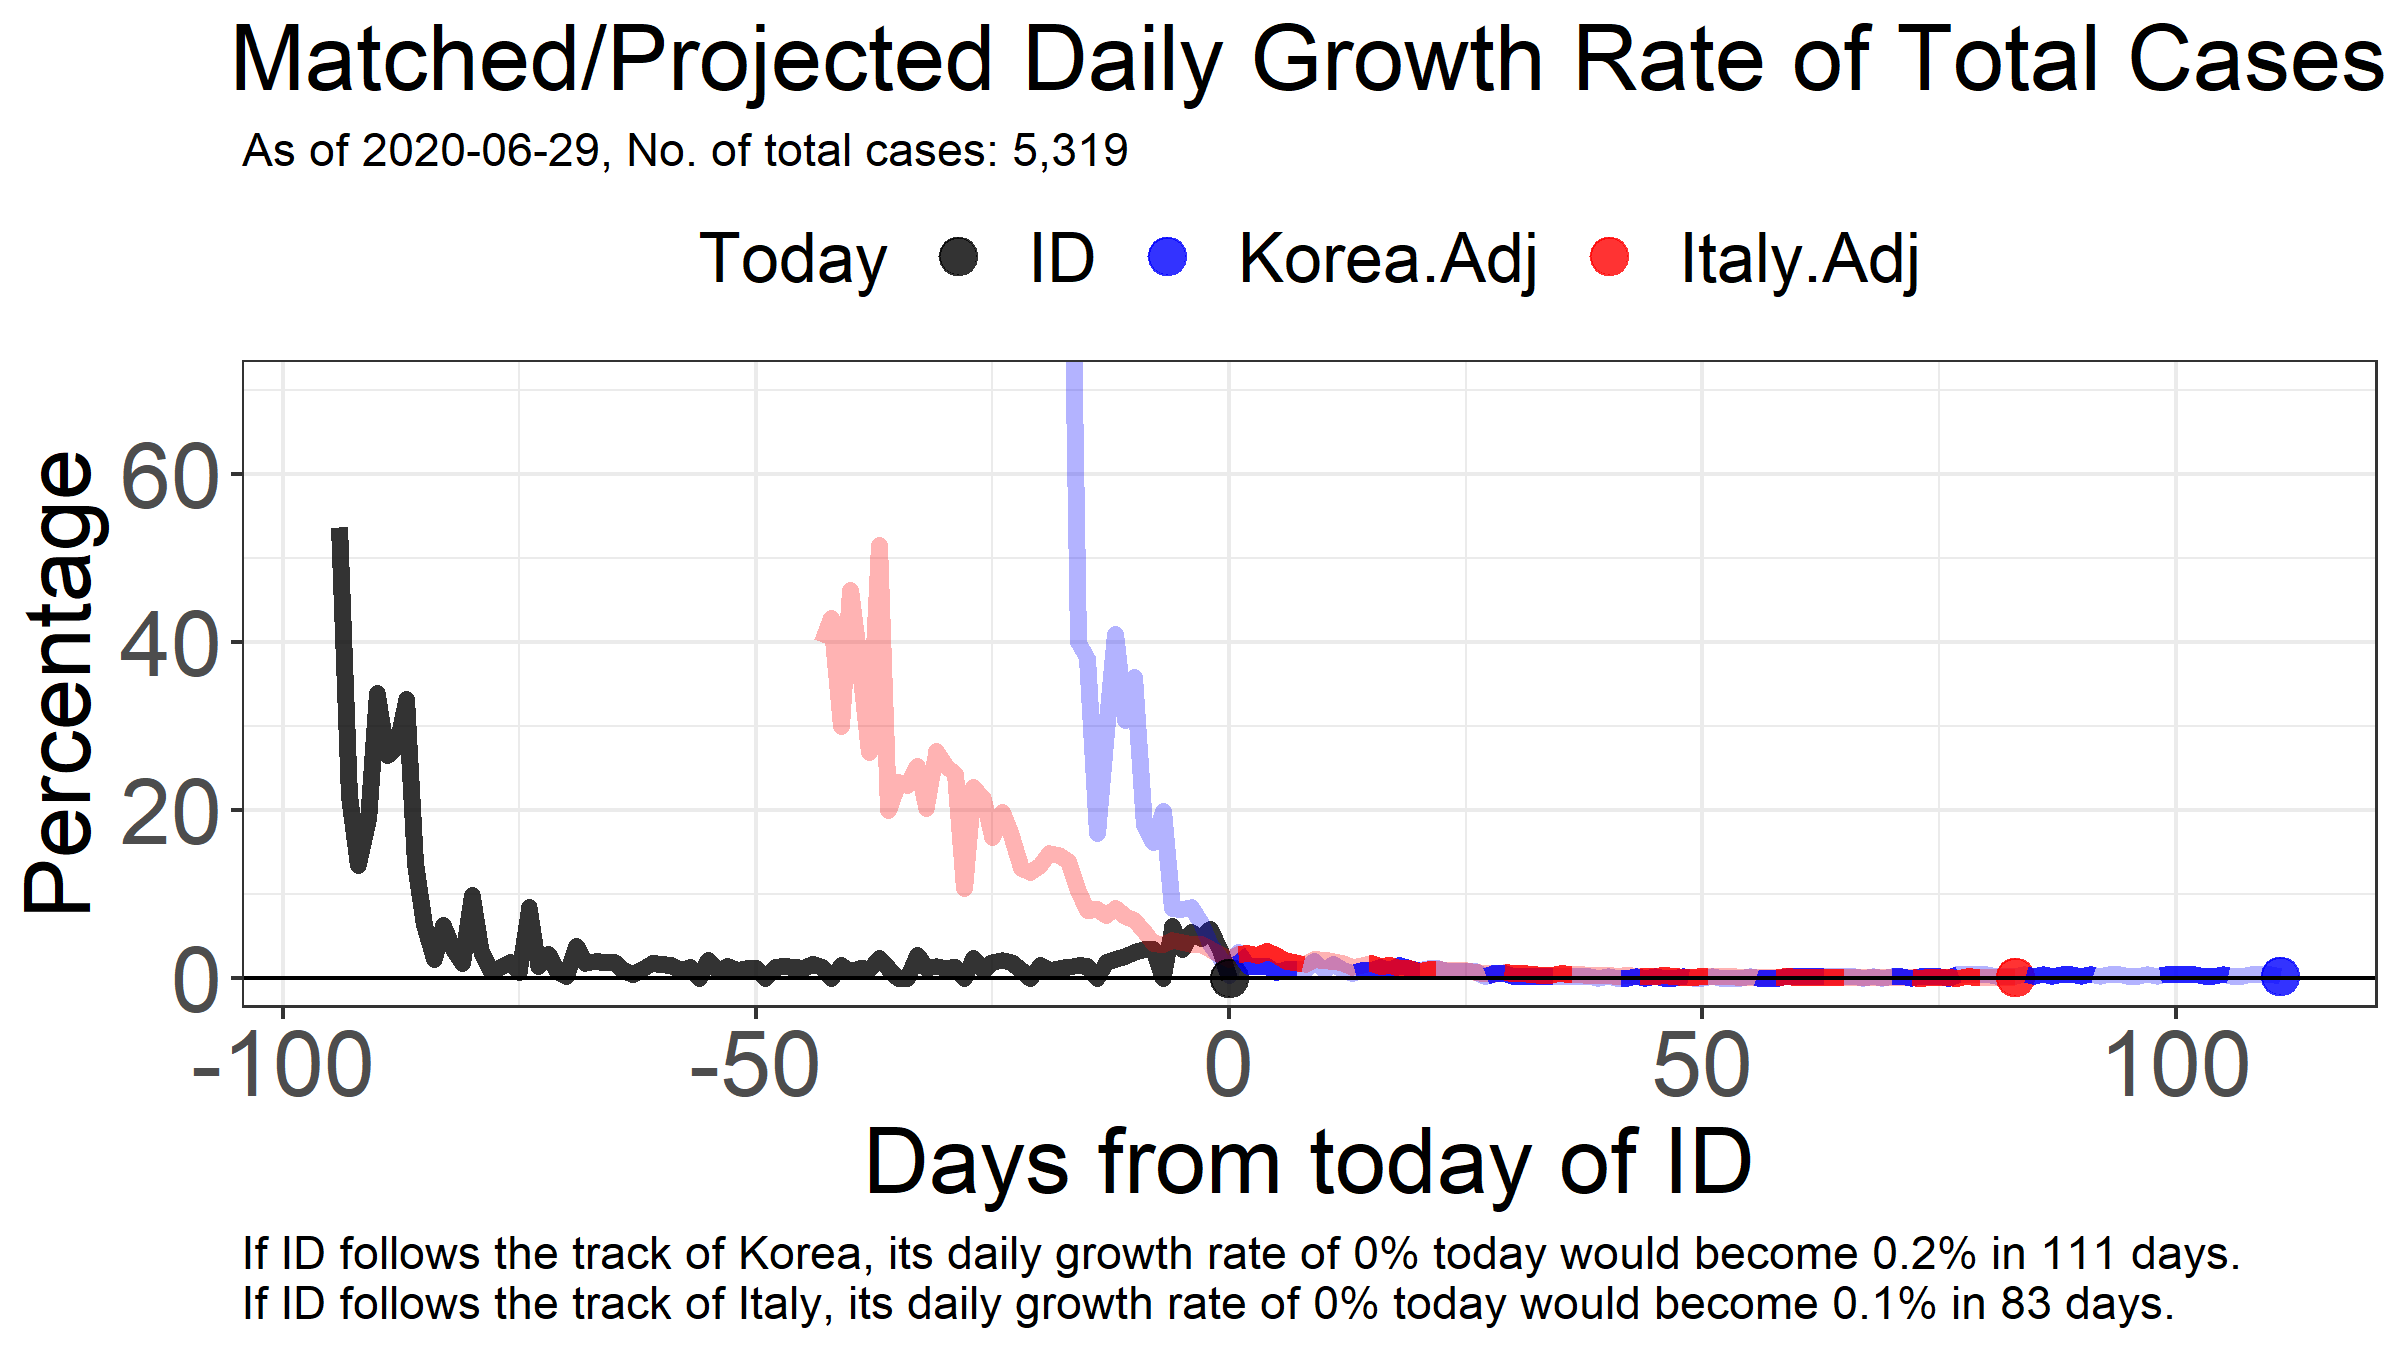 Matched/Projected Daily Growth Rate of Total Cases
As of 2020-06-29, No. of total cases: 5,319
Today ID Korea.Adj Italy.Adj
Percentage
60
40
20
0
-100 -50 0 50 100
Days from today of ID
If ID follows the track of Korea, its daily growth rate of 0% today would become 0.2% in 111 days.
If ID follows the track of Italy, its daily growth rate of 0% today would become 0.1% in 83 days.